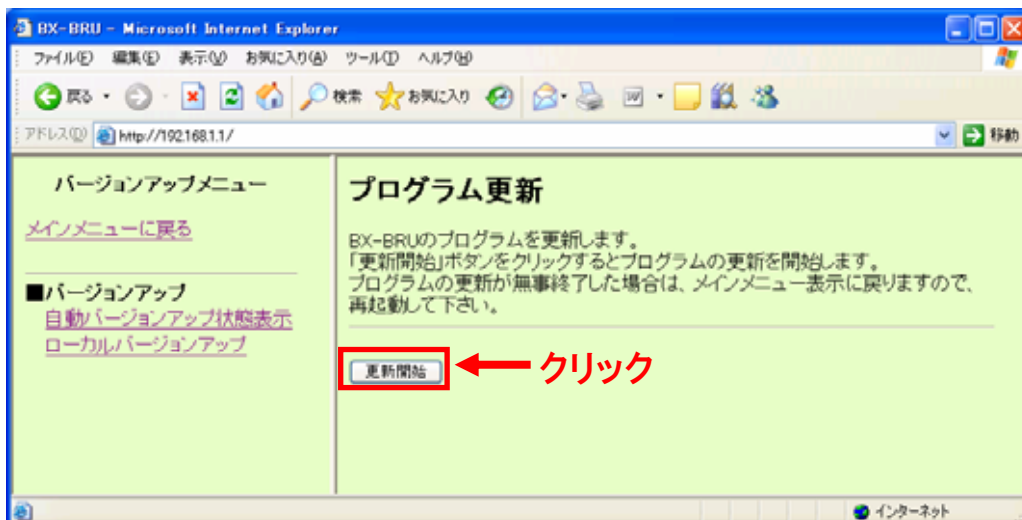 BX-BRU - Microsoft Internet Explorer
ファイル(E) 編集(E) 表示(V) お気に入り(A) ツール(T) ヘルプ(H)
戻る 検索 お気に入り
アドレス(D) http://192.168.1.1/ 移動
バージョンアップメニュー
メインメニューに戻る
■バージョンアップ
自動バージョンアップ状態表示
ローカルバージョンアップ
プログラム更新
BX-BRUのプログラムを更新します。
「更新開始」ボタンをクリックするとプログラムの更新を開始します。
プログラムの更新が無事終了した場合は、メインメニュー表示に戻りますので、
再起動して下さい。
更新開始 クリック
インターネット